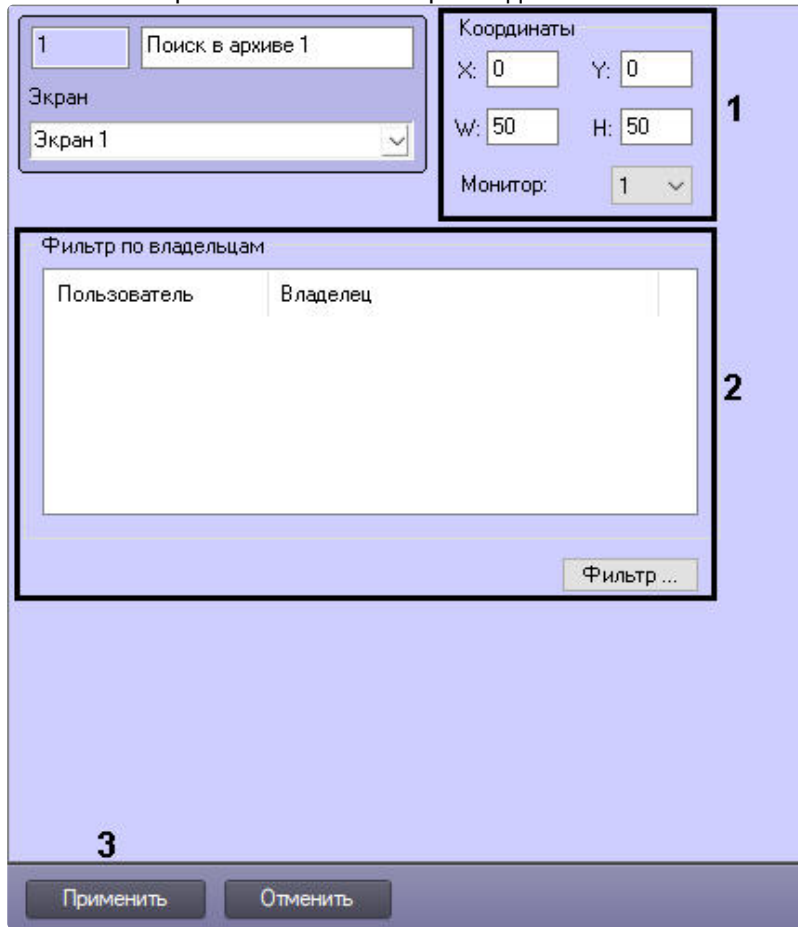 1 Поиск в архиве 1
Экран
Экран 1
Координаты
X: 0 Y: 0
W: 50 H: 50
Монитор: 1
1
Фильтр по владельцам
Пользователь Владелец
2
Фильтр ...
3
Применить Отменить